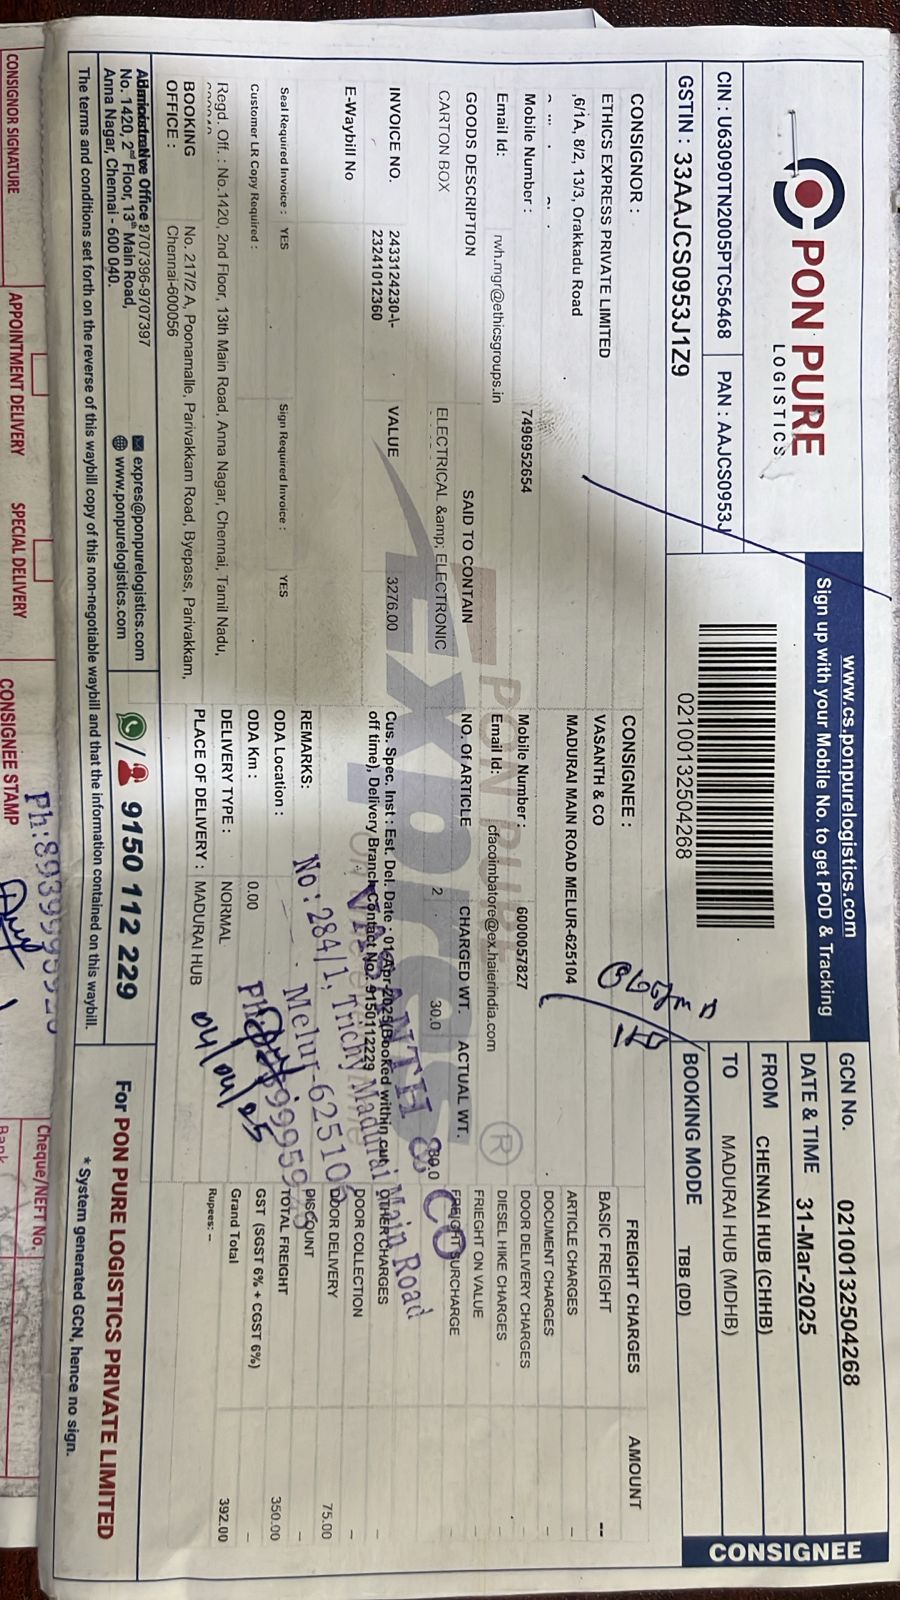 PON PURE
LOGISTICS
CIN : U63090TN2005PTC56468
PAN : AAJCS0953J
GSTIN : 33AAJCS0953J1Z9
www.cs.ponpurelogistics.com
Sign up with your Mobile No. to get POD & Tracking
02100132504268
GCN No. 02100132504268
DATE & TIME 31-Mar-2025
FROM CHENNAI HUB (CHHB)
TO MADURAI HUB (MDHB)
BOOKING MODE TBB (DD)
CONSIGNEE
CONSIGNOR :
ETHICS EXPRESS PRIVATE LIMITED
,6/1A, 8/2, 13/3, Orakkadu Road
Mobile Number : 7496952654
Email Id: rwh.mgr@ethicsgroups.in
CONSIGNEE :
VASANTH & CO
MADURAI MAIN ROAD MELUR-625104
Mobile Number : 6000057827
Email Id: cfacoimbatore@ex.haierindia.com
GOODS DESCRIPTION SAID TO CONTAIN NO. Of ARTICLE CHARGED WT. ACTUAL WT.
CARTON BOX ELECTRICAL &amp; ELECTRONIC 2 30.0
INVOICE NO. 2433124230-I-
23241012360
VALUE 3276.00
Cus. Spec. Inst : Est. Del. Date : 01-Apr-2025(Booked within cut
off time), Delivery Branch Contact No.: 9150112229
E-Waybill No
REMARKS:
Seal Required Invoice : YES Sign Required Invoice : YES
ODA Location :
Customer LR Copy Required :
ODA Km : 0.00
Regd. Off. : No.1420, 2nd Floor, 13th Main Road, Anna Nagar, Chennai, Tamil Nadu,
DELIVERY TYPE : NORMAL
BOOKING OFFICE : No. 217/2 A, Poonamalle, Parivakkam Road, Byepass, Parivakkam,
Chennai-600056
PLACE OF DELIVERY : MADURAI HUB
FREIGHT CHARGES AMOUNT
BASIC FREIGHT --
ARTICLE CHARGES –
DOCUMENT CHARGES –
DOOR DELIVERY CHARGES –
DIESEL HIKE CHARGES –
FRIEGHT ON VALUE –
FREIGHT SURCHARGE –
OTHER CHARGES –
DOOR COLLECTION –
DOOR DELIVERY 75.00
DISCOUNT –
TOTAL FREIGHT 350.00
GST (SGST 6% + CGST 6%) –
Grand Total 392.00
Rupees: –
PON PURE
Express
®
VASANTH & CO
No : 284/1, Trichy Madurai Main Road
Melur-625106
04/04/25
Administrative Office
9707396-9707397
No. 1420, 2nd Floor, 13th Main Road,
Anna Nagar, Chennai - 600 040.
expres@ponpurelogistics.com
www.ponpurelogistics.com
9150 112 229
For PON PURE LOGISTICS PRIVATE LIMITED
The terms and conditions set forth on the reverse of this waybill copy of this non-negotiable waybill and that the information contained on this waybill.
* System generated GCN, hence no sign.
CONSIGNOR SIGNATURE
APPOINTMENT DELIVERY
SPECIAL DELIVERY
CONSIGNEE STAMP
Cheque/NEFT No.
Bank